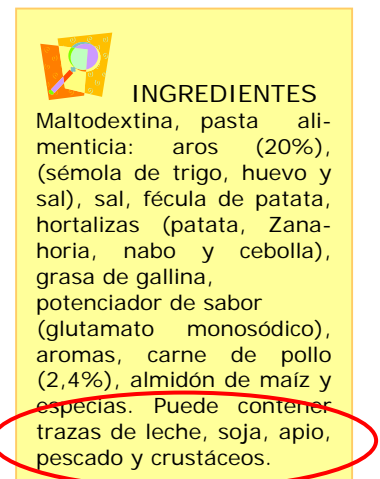 INGREDIENTES
Maltodextina, pasta ali-
menticia: aros (20%),
(sémola de trigo, huevo y
sal), sal, fécula de patata,
hortalizas (patata, Zana-
horia, nabo y cebolla),
grasa de gallina,
potenciador de sabor
(glutamato monosódico),
aromas, carne de pollo
(2,4%), almidón de maíz y
especias. Puede contener
trazas de leche, soja, apio,
pescado y crustáceos.